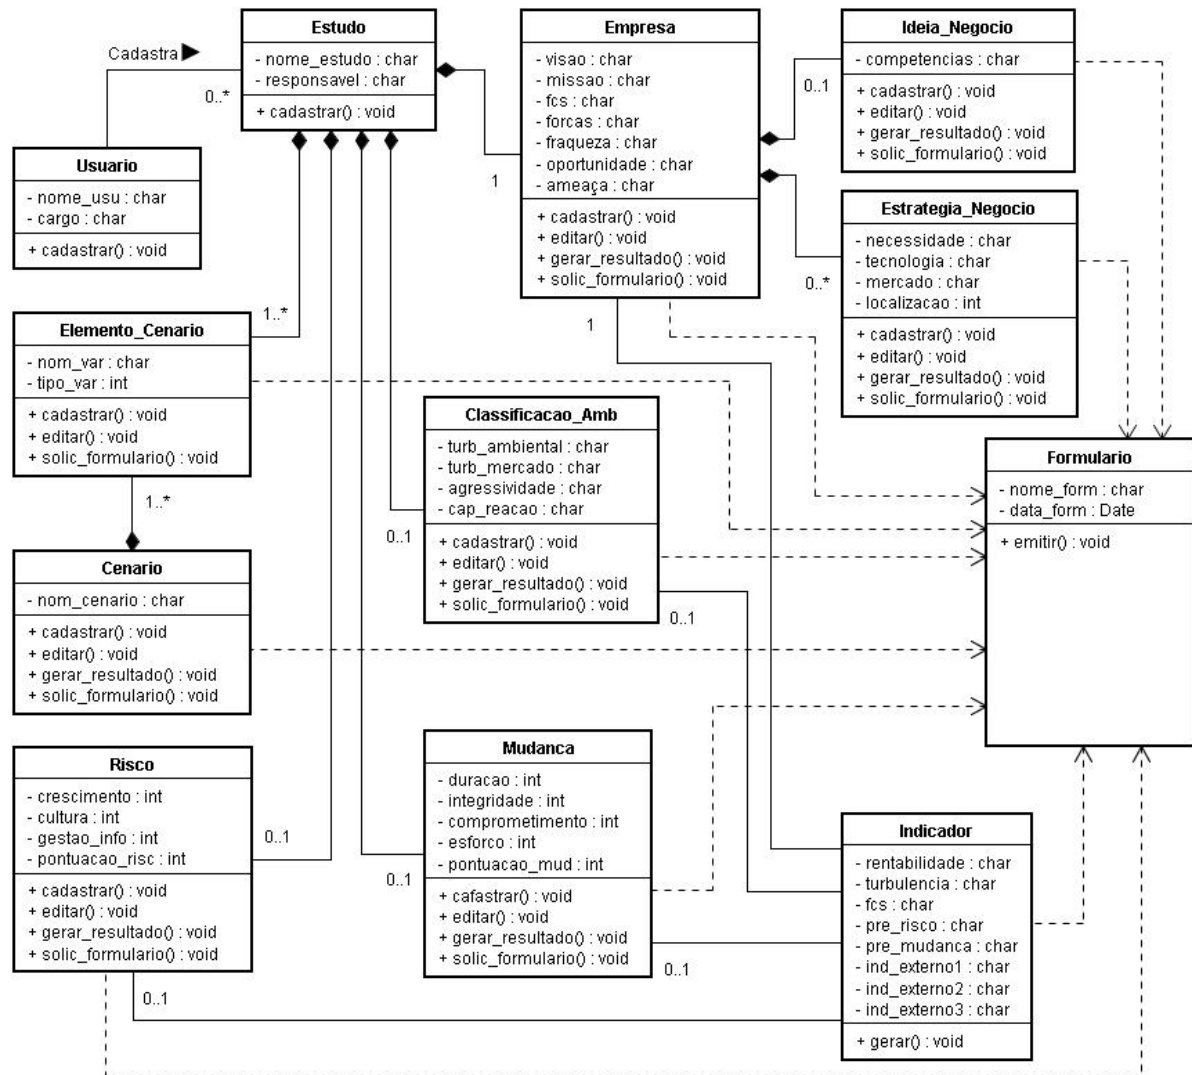 Estudo
- nome_estudo : char
- responsavel : char
+ cadastrar() : void
Cadastra
0..*
1
Empresa
- visao : char
- missao : char
- fcs : char
- forcas : char
- fraqueza : char
- oportunidade : char
- ameaça : char
+ cadastrar() : void
+ editar() : void
+ gerar_resultado() : void
+ solic_formulário() : void
1
Ideia_Negocio
- competencias : char
+ cadastrar() : void
+ editar() : void
+ gerar_resultado() : void
+ solic_formulario() : void
0..1
Usuario
- nome_usu : char
- cargo : char
+ cadastrar() : void
Estrategia_Negocio
- necessidade : char
- tecnologia : char
- mercado : char
- localizacao : int
+ cadastrar() : void
+ editar() : void
+ gerar_resultado() : void
+ solic_formulario() : void
0..*
Elemento_Cenario
- nom_var : char
- tipo_var : int
+ cadastrar() : void
+ editar() : void
+ solic_formulario() : void
1..*
1..*
Classificacao_Amb
- turb_ambiental : char
- turb_mercado : char
- agressividade : char
- cap_reacao : char
+ cadastrar() : void
+ editar() : void
+ gerar_resultado() : void
+ solic_formulario() : void
0..1
0..1
Formulario
- nome_form : char
- data_form : Date
+ emitir() : void
Cenario
- nom_cenario : char
+ cadastrar() : void
+ editar() : void
+ gerar_resultado() : void
+ solic_formulario() : void
Risco
- crescimento : int
- cultura : int
- gestao_info : int
- pontuacao_risc : int
+ cadastrar() : void
+ editar() : void
+ gerar_resultado() : void
+ solic_formulario() : void
0..1
0..1
Mudanca
- duracao : int
- integridade : int
- comprometimento : int
- esforco : int
- pontuacao_mud : int
+ cafastrar() : void
+ editar() : void
+ gerar_resultado() : void
+ solic_formulario() : void
0..1
0..1
Indicador
- rentabilidade : char
- turbulencia : char
- fcs : char
- pre_risco : char
- pre_mudanca : char
- ind_externo1 : char
- ind_externo2 : char
- ind_externo3 : char
+ gerar() : void